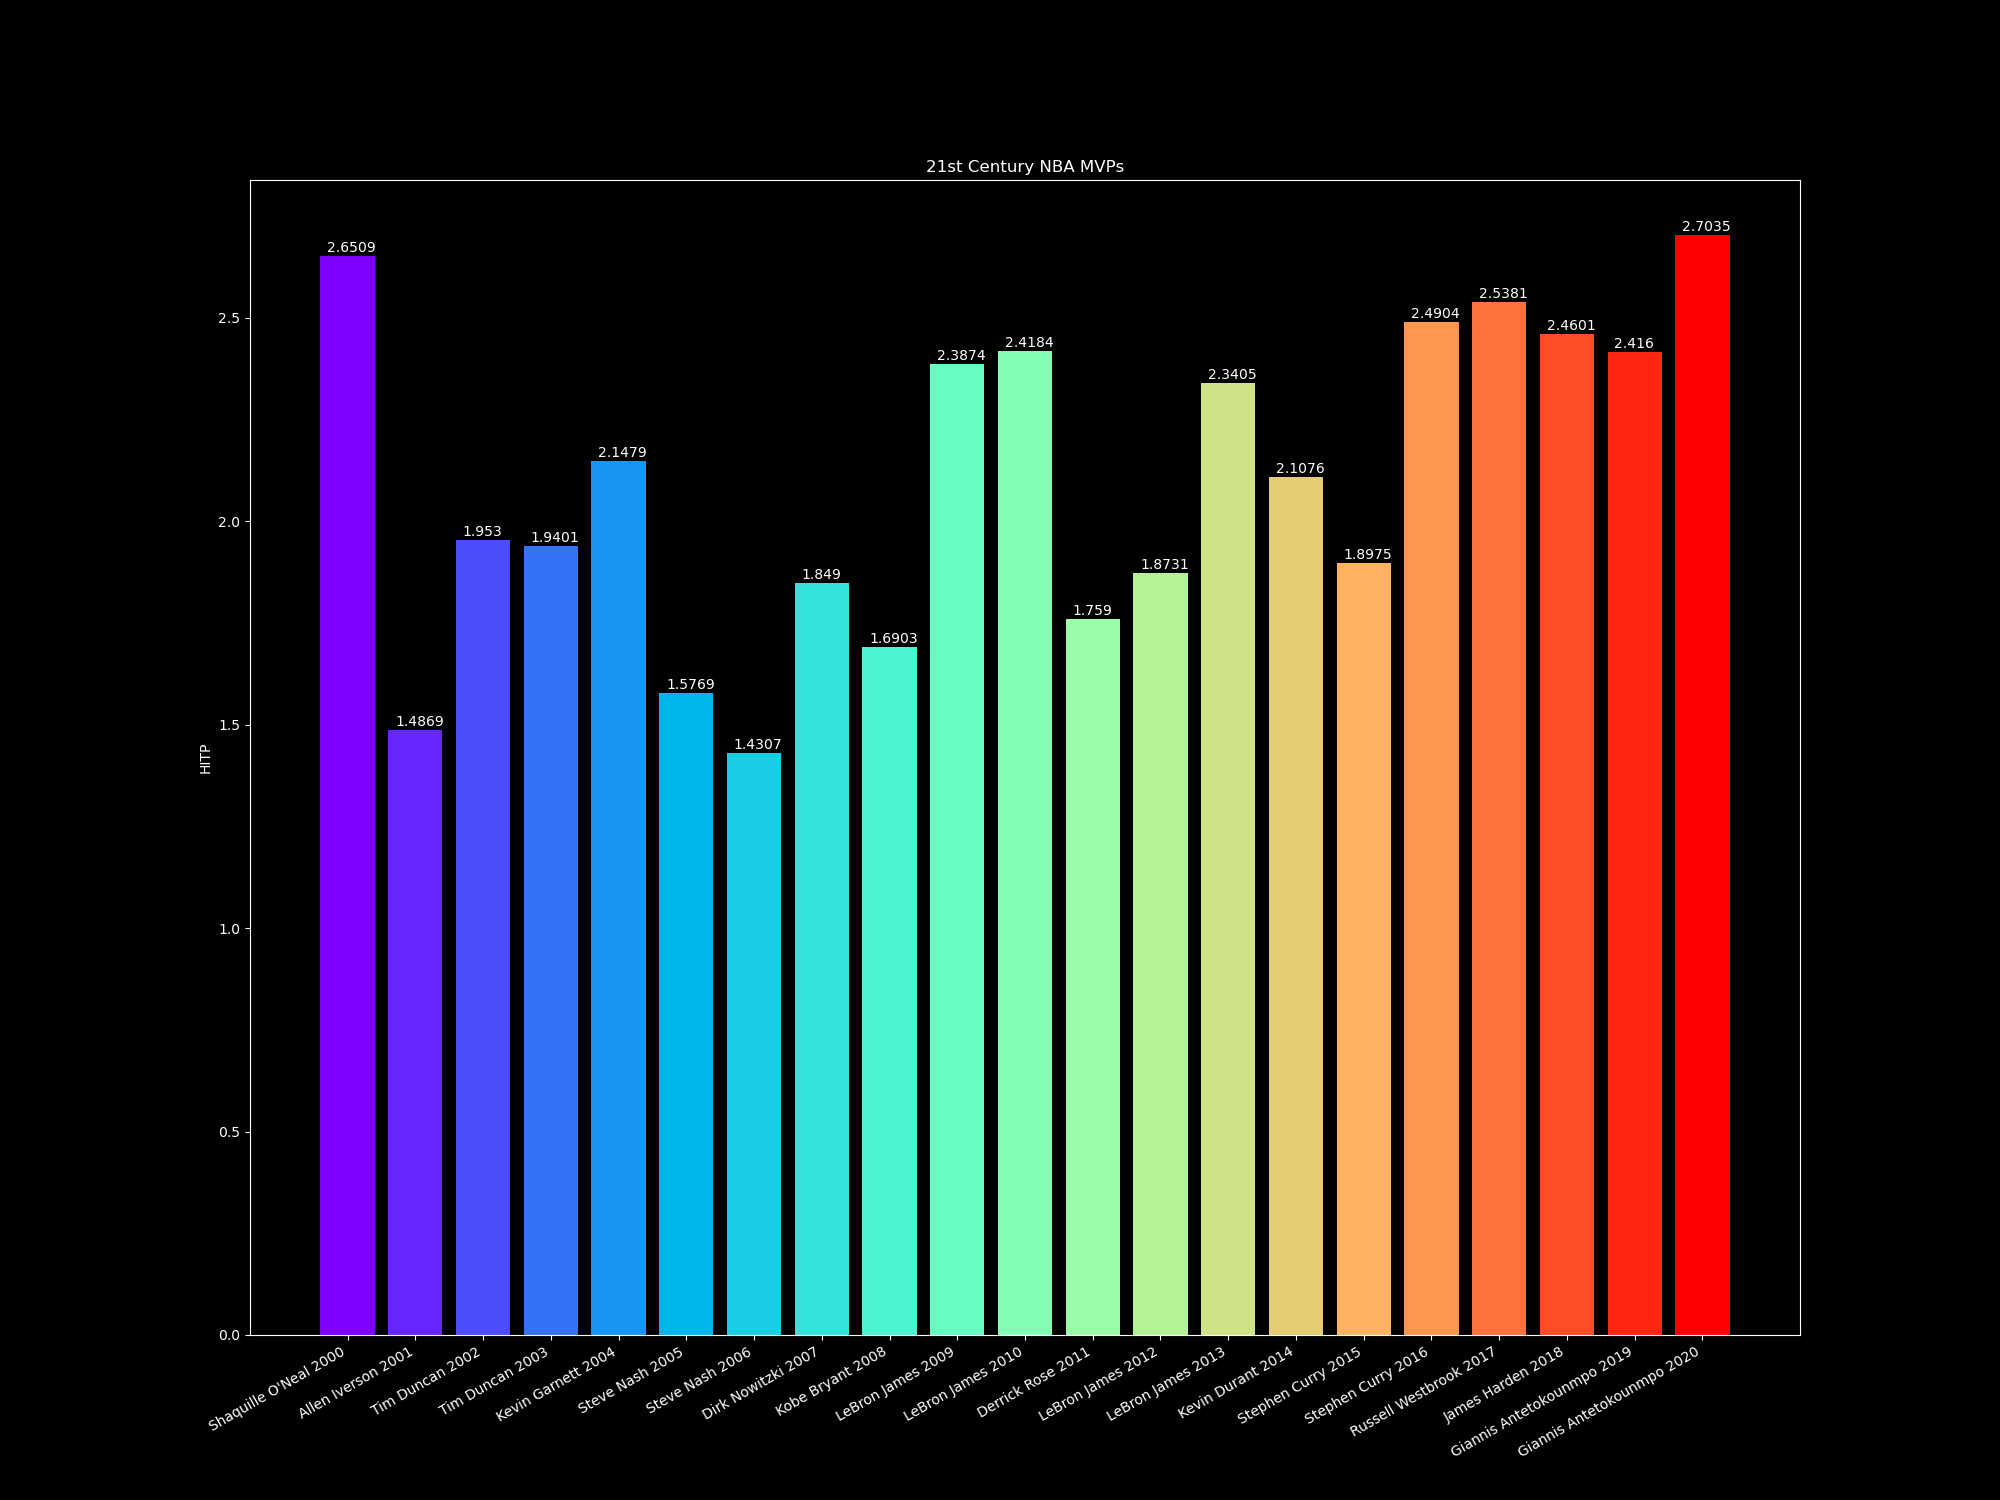 21st Century NBA MVPs
HITP
2.5
2.0
1.5
1.0
0.5
0.0
2.6509
1.4869
1.953
1.9401
2.1479
1.5769
1.4307
1.849
1.6903
2.3874
2.4184
1.759
1.8731
2.3405
2.1076
1.8975
2.4904
2.5381
2.4601
2.416
2.7035
Shaquille O'Neal 2000
Allen Iverson 2001
Tim Duncan 2002
Tim Duncan 2003
Kevin Garnett 2004
Steve Nash 2005
Steve Nash 2006
Dirk Nowitzki 2007
Kobe Bryant 2008
LeBron James 2009
LeBron James 2010
Derrick Rose 2011
LeBron James 2012
LeBron James 2013
Kevin Durant 2014
Stephen Curry 2015
Stephen Curry 2016
Russell Westbrook 2017
James Harden 2018
Giannis Antetokounmpo 2019
Giannis Antetokounmpo 2020